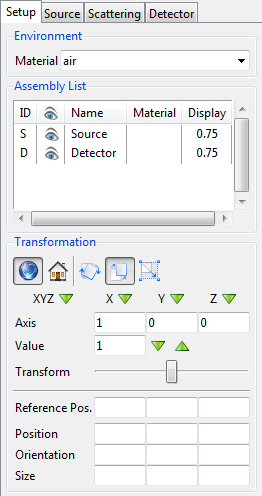 Setup Source Scattering Detector
Environment
Material air
Assembly List
ID Name Material Display
S Source 0.75
D Detector 0.75
Transformation
XYZ X Y Z
Axis 1 0 0
Value 1
Transform
Reference Pos.
Position
Orientation
Size